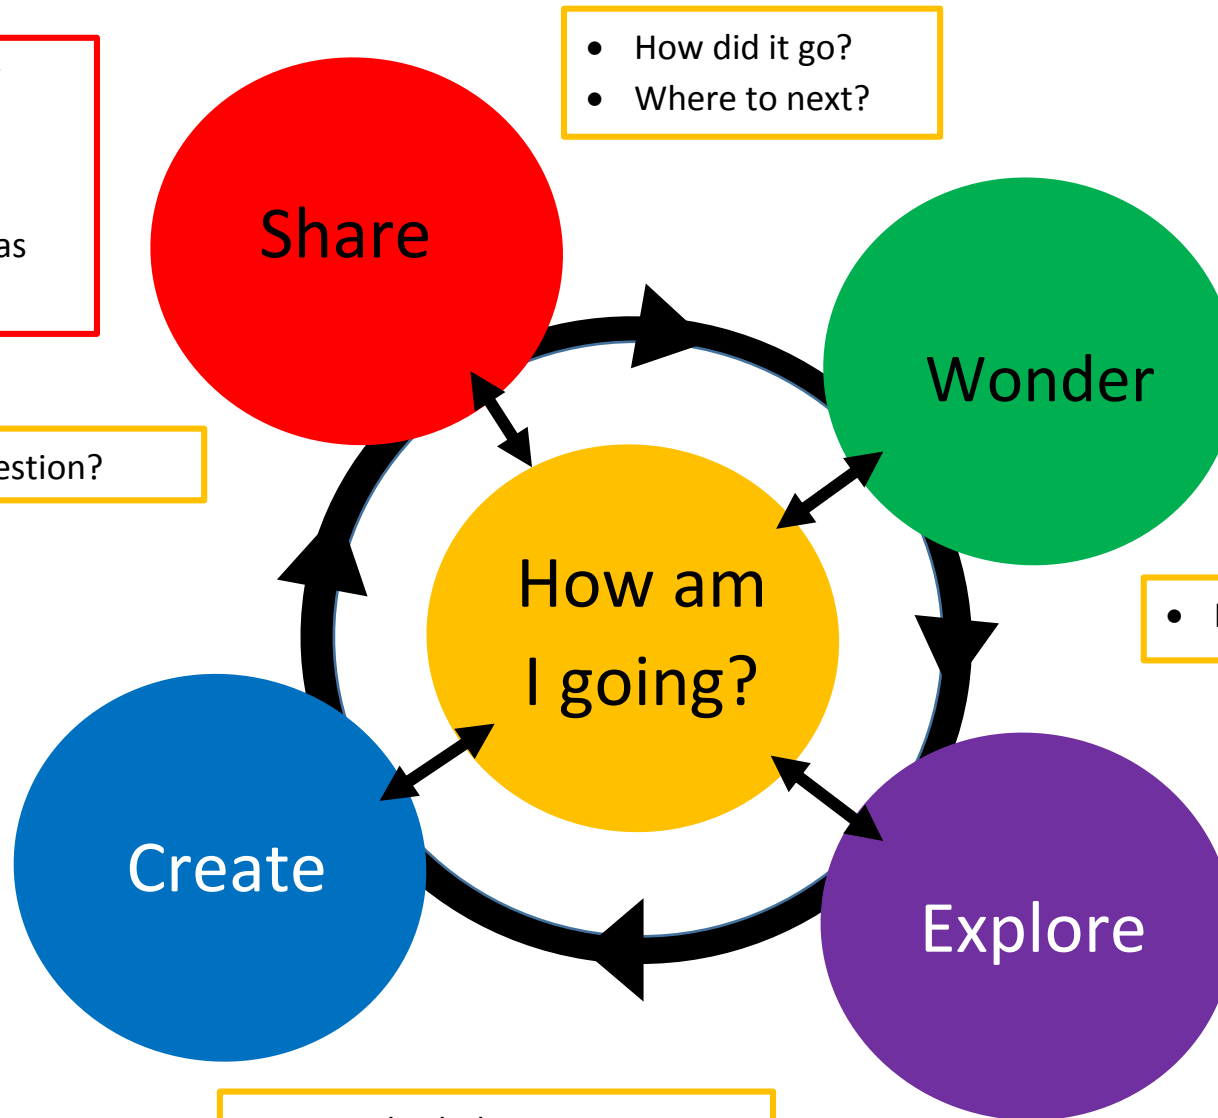 • How did it go?
• Where to next?
as
Share
Wonder
estion?
How am
I going?
•
Create
Explore